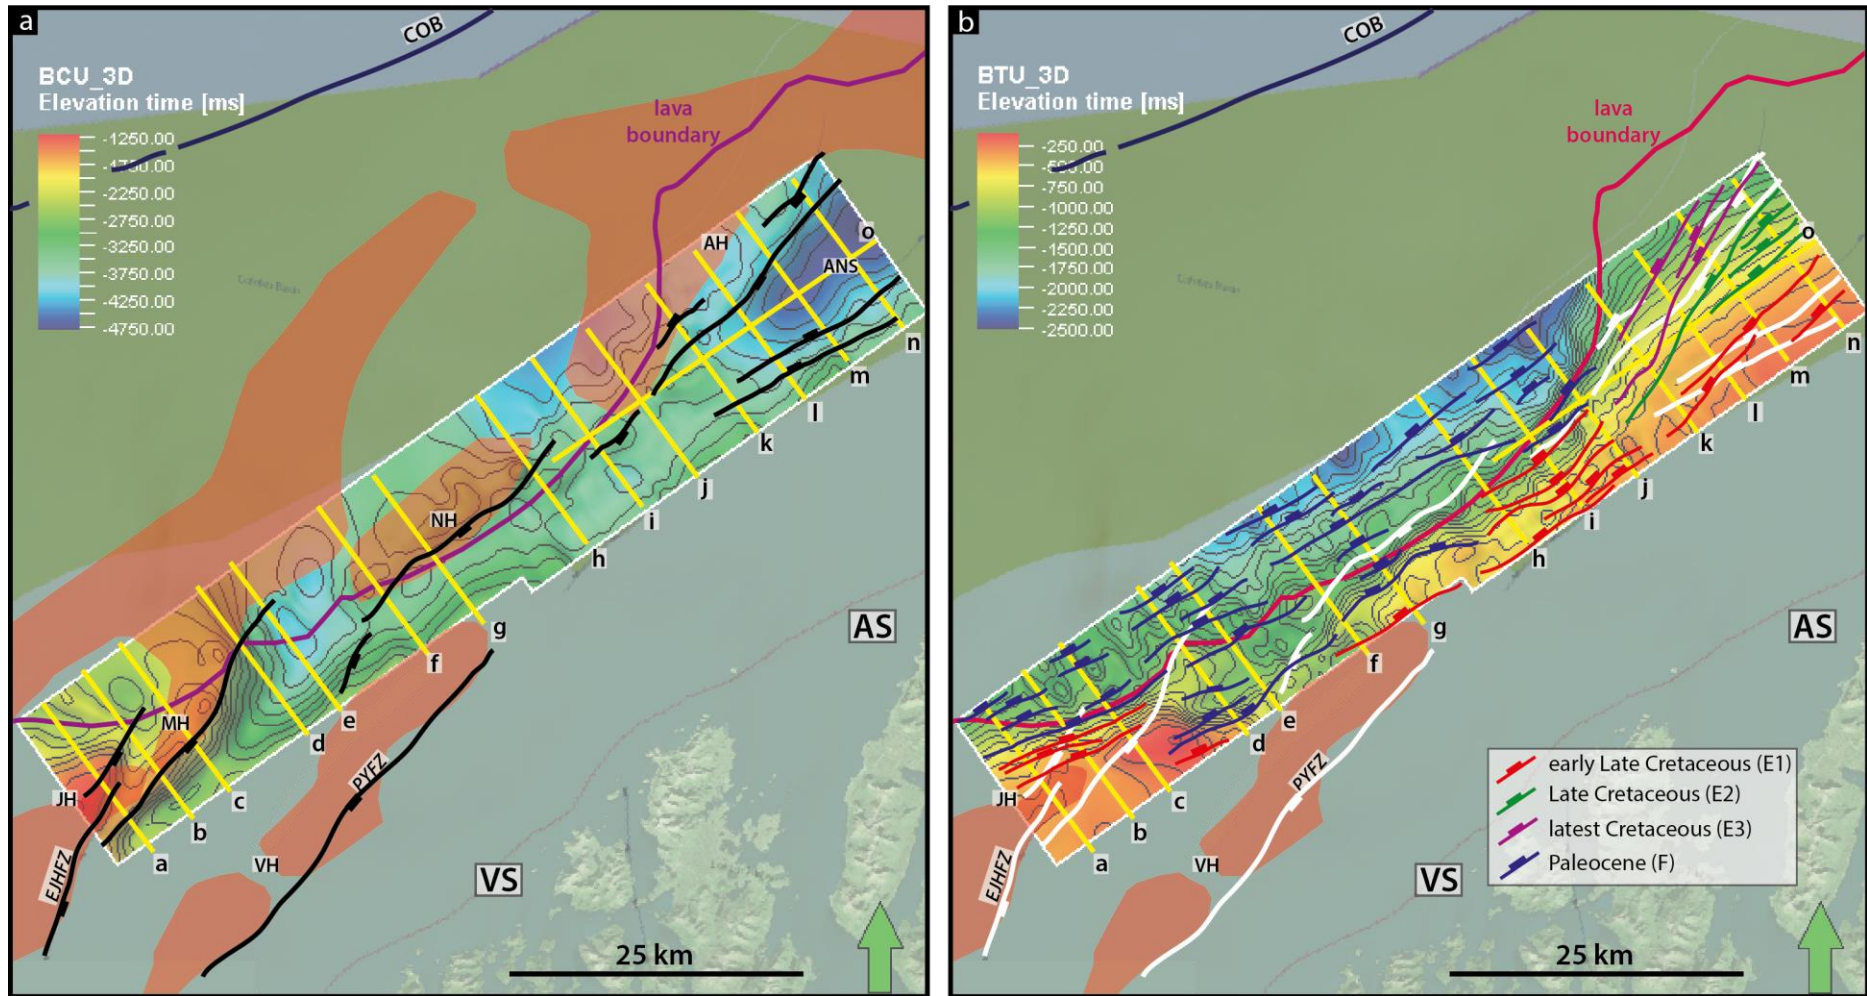 a
COB
BCU_3D
Elevation time [ms]
-1250.00
-1750.00
-2250.00
-2750.00
-3250.00
-3750.00
-4250.00
-4750.00
lava
boundary
AH
o
ANS
n
m
l
k
j
i
h
NH
g
f
e
d
c
b
a
MH
JH
EJHFZ
PYFZ
VH
VS
AS
25 km
b
COB
BTU_3D
Elevation time [ms]
-250.00
-500.00
-750.00
-1000.00
-1250.00
-1500.00
-1750.00
-2000.00
-2250.00
-2500.00
lava
boundary
o
n
m
l
k
j
i
h
g
f
e
d
c
b
a
JH
EJHFZ
PYFZ
VH
VS
AS
early Late Cretaceous (E1)
Late Cretaceous (E2)
latest Cretaceous (E3)
Paleocene (F)
25 km